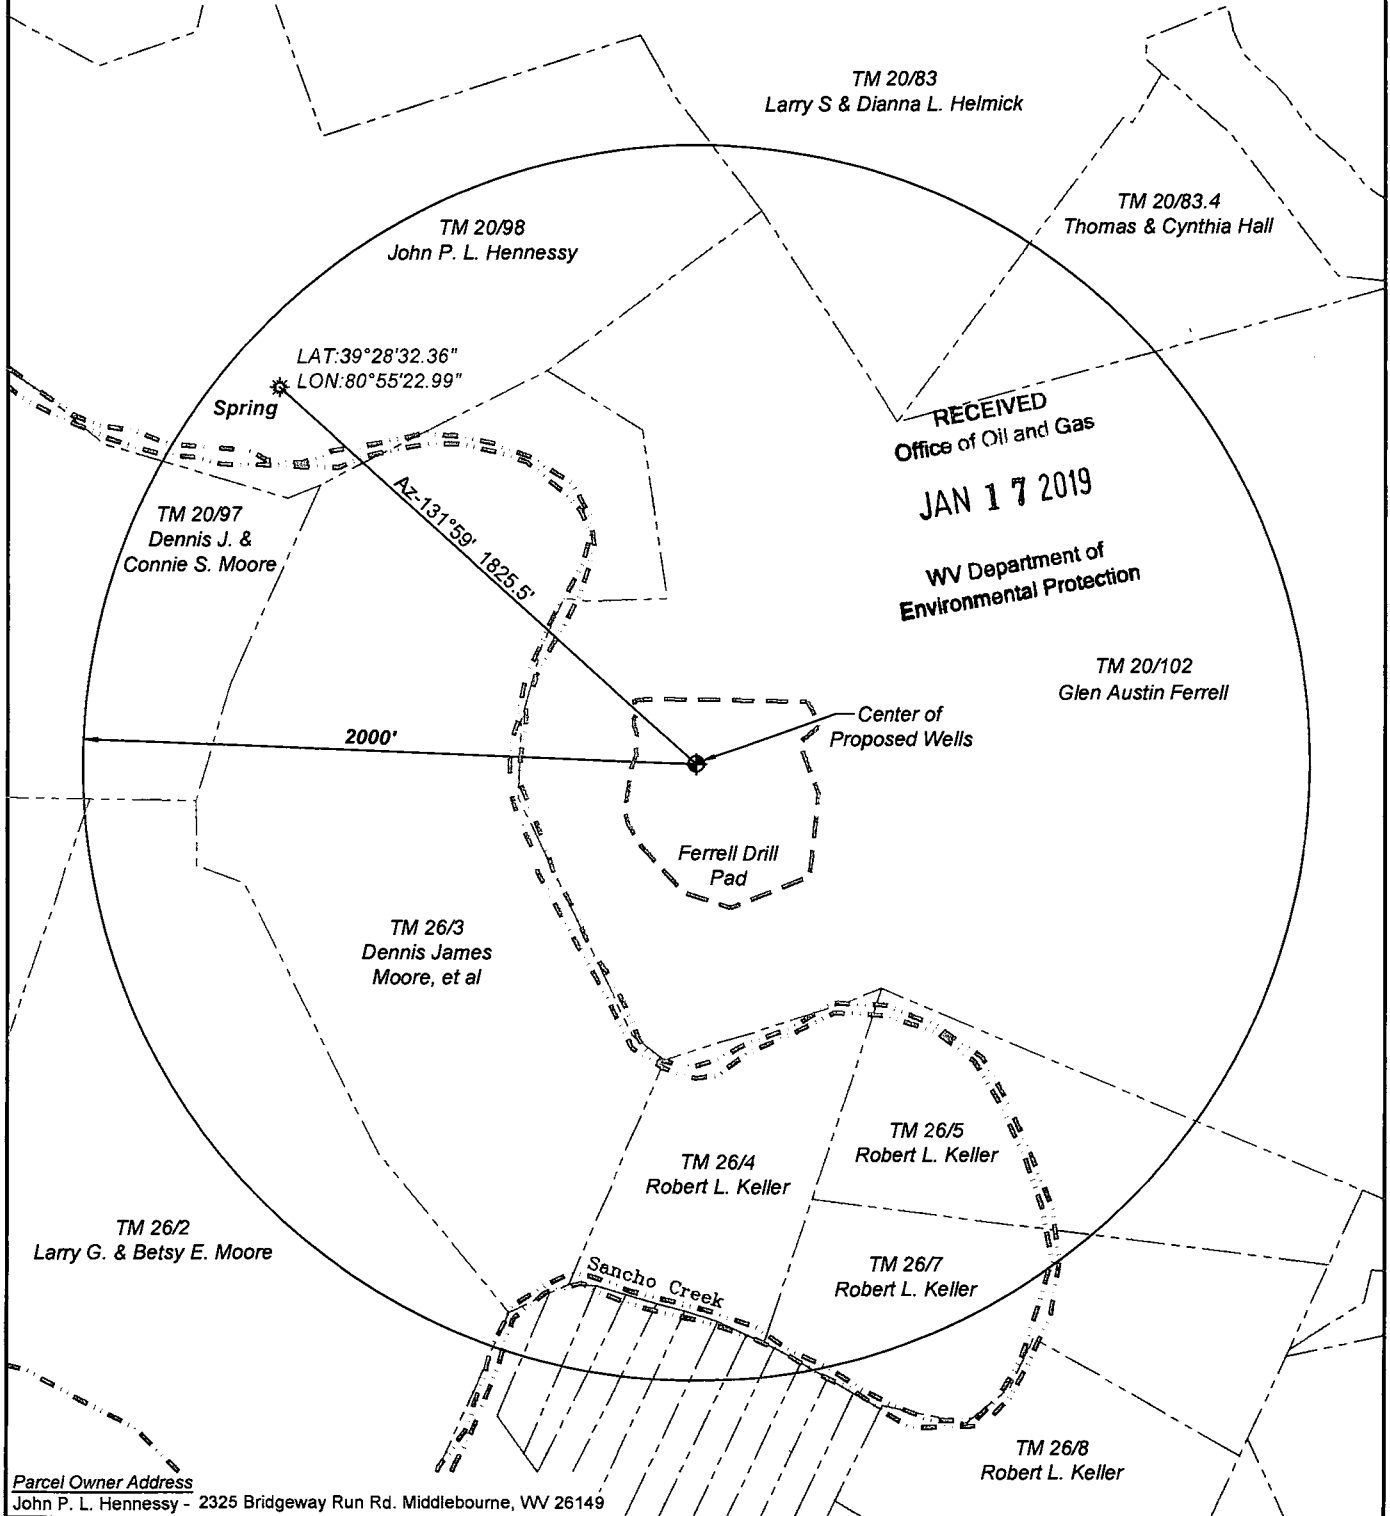 TM 20/83
Larry S & Dianna L. Helmick
TM 20/83.4
Thomas & Cynthia Hall
TM 20/98
John P. L. Hennessy
LAT:39°28'32.36"
LON:80°55'22.99"
Spring
RECEIVED
Office of Oil and Gas
JAN 17 2019
WV Department of
Environmental Protection
Az-131°59' 1825.5'
TM 20/97
Dennis J. &
Connie S. Moore
TM 20/102
Glen Austin Ferrell
Center of
Proposed Wells
2000'
Ferrell Drill
Pad
TM 26/3
Dennis James
Moore, et al
TM 26/5
Robert L. Keller
TM 26/4
Robert L. Keller
TM 26/2
Larry G. & Betsy E. Moore
TM 26/7
Robert L. Keller
Sancho Creek
TM 26/8
Robert L. Keller
Parcel Owner Address
John P. L. Hennessy - 2325 Bridgeway Run Rd. Middlebourne, WV 26149